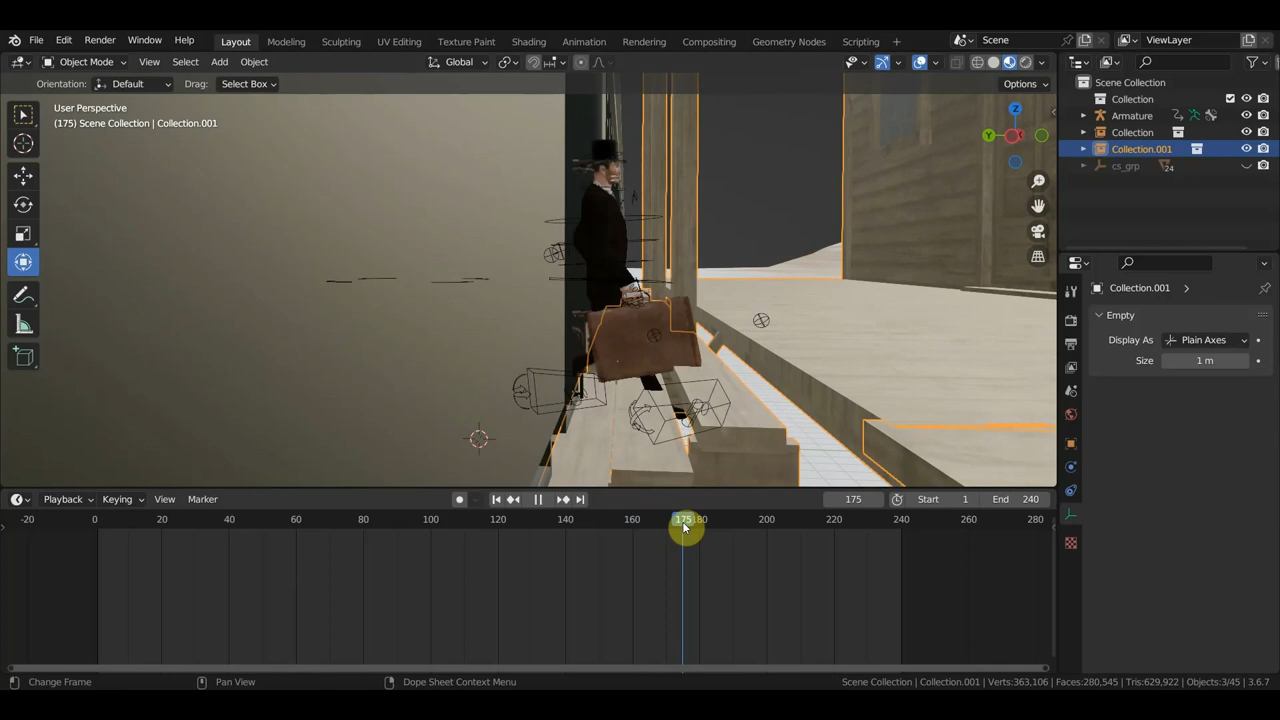 File Edit Render Window Help Layout Modeling Sculpting UV Editing Texture Paint Shading Animation Rendering Compositing Geometry Nodes Scripting + Scene ViewLayer
Object Mode View Select Add Object Global
Orientation: Default Drag: Select Box Options
User Perspective
(175) Scene Collection | Collection.001
Z
Y
X
Scene Collection
Collection
Armature
Collection
Collection.001
cs_grp 24
Collection.001
Empty
Display As Plain Axes
Size 1 m
Playback Keying View Marker 175 Start 1 End 240
-20 0 20 40 60 80 100 120 140 160 175 180 200 220 240 260 280
Change Frame Pan View Dope Sheet Context Menu Scene Collection | Collection.001 | Verts:363,106 | Faces:280,545 | Tris:629,922 | Objects:3/45 | 3.6.7